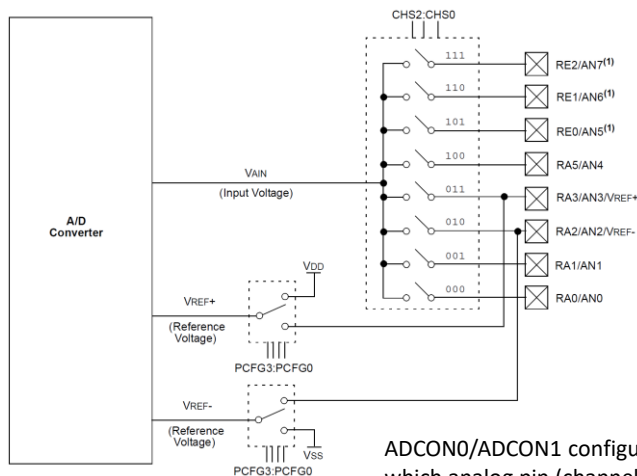 CHS2:CHS0
111
RE2/AN7(1)
110
RE1/AN6(1)
101
RE0/AN5(1)
100
RA5/AN4
VAIN
(Input Voltage)
011
RA3/AN3/VREF+
A/D
Converter
010
RA2/AN2/VREF-
001
RA1/AN1
VDD
000
RA0/AN0
VREF+
(Reference
Voltage)
PCFG3:PCFG0
VREF-
(Reference
Voltage)
VSS
PCFG3:PCFG0
ADCON0/ADCON1 configu
which analog pin (channel